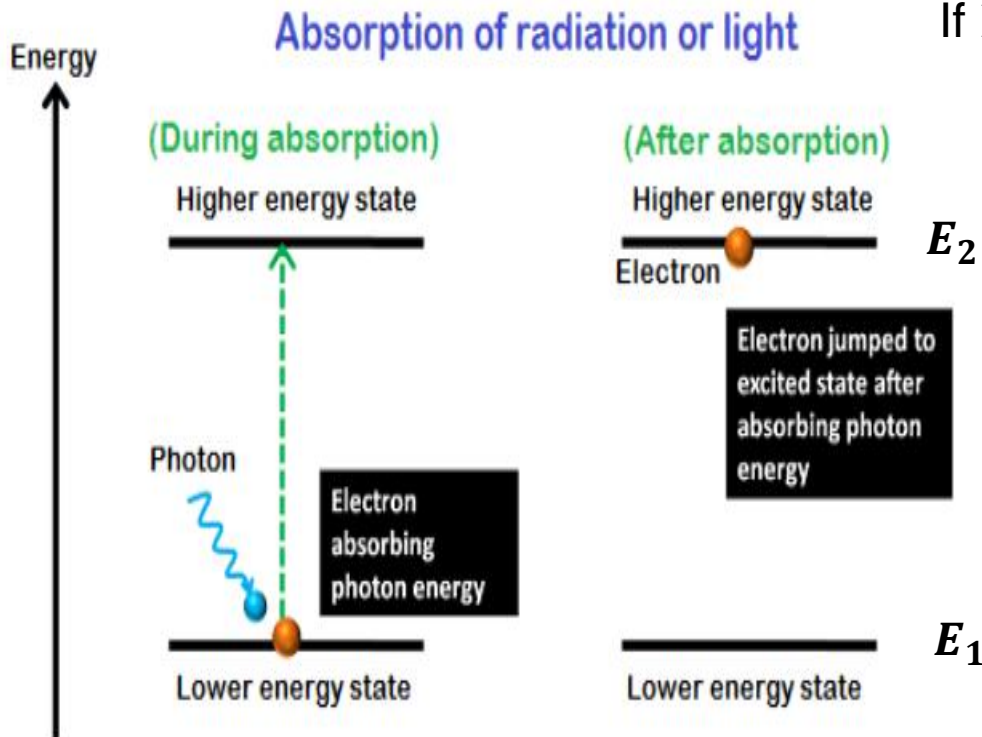 Absorption of radiation or light
If
Energy
(During absorption)
(After absorption)
Higher energy state
Higher energy state
E₂
Electron
Electron jumped to
excited state after
absorbing photon
energy
Photon
Electron
absorbing
photon energy
E₁
Lower energy state
Lower energy state